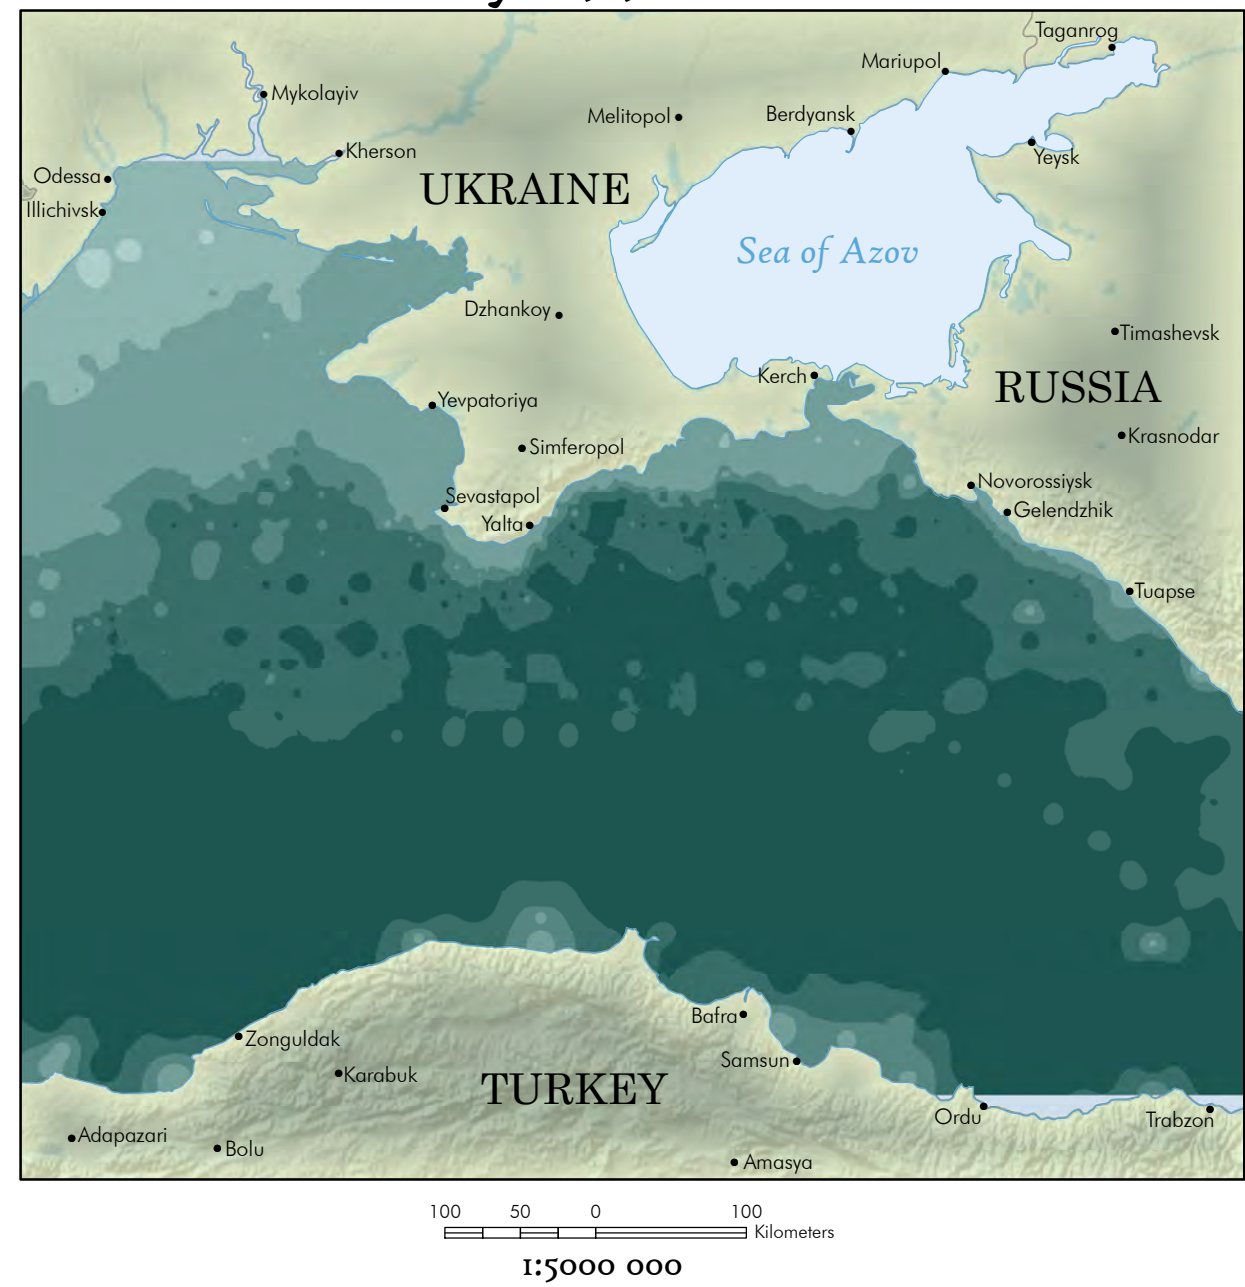 Taganrog
Mariupol
Mykolayiv
Melitopol
Berdyansk
Kherson
Yeysk
Odessa
UKRAINE
Illichivsk
Sea of Azov
Dzhankoy
Timashevsk
Kerch
RUSSIA
Yevpatoriya
Krasnodar
Simferopol
Novorossiysk
Sevastapol
Gelendzhik
Yalta
Tuapse
Bafra
Zonguldak
Samsun
Karabuk
TURKEY
Ordu
Trabzon
Adapazari
Bolu
Amasya
100 50 0 100
Kilometers
1:5000 000